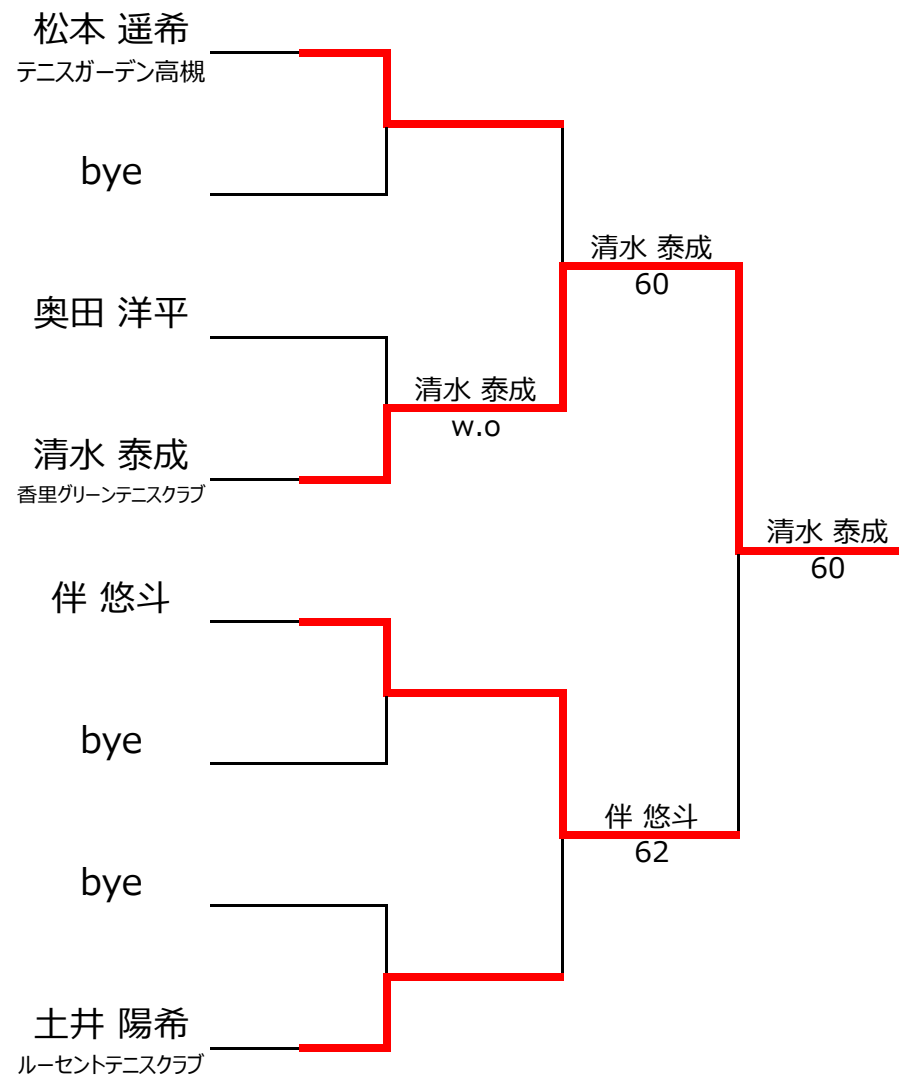 松本 遥希
テニスガーデン高槻
bye
清水 泰成
60
奥田 洋平
清水 泰成
w.o
清水 泰成
香里グリーンテニスクラブ
清水 泰成
60
伴 悠斗
bye
伴 悠斗
62
bye
土井 陽希
ルーセントテニスクラブ